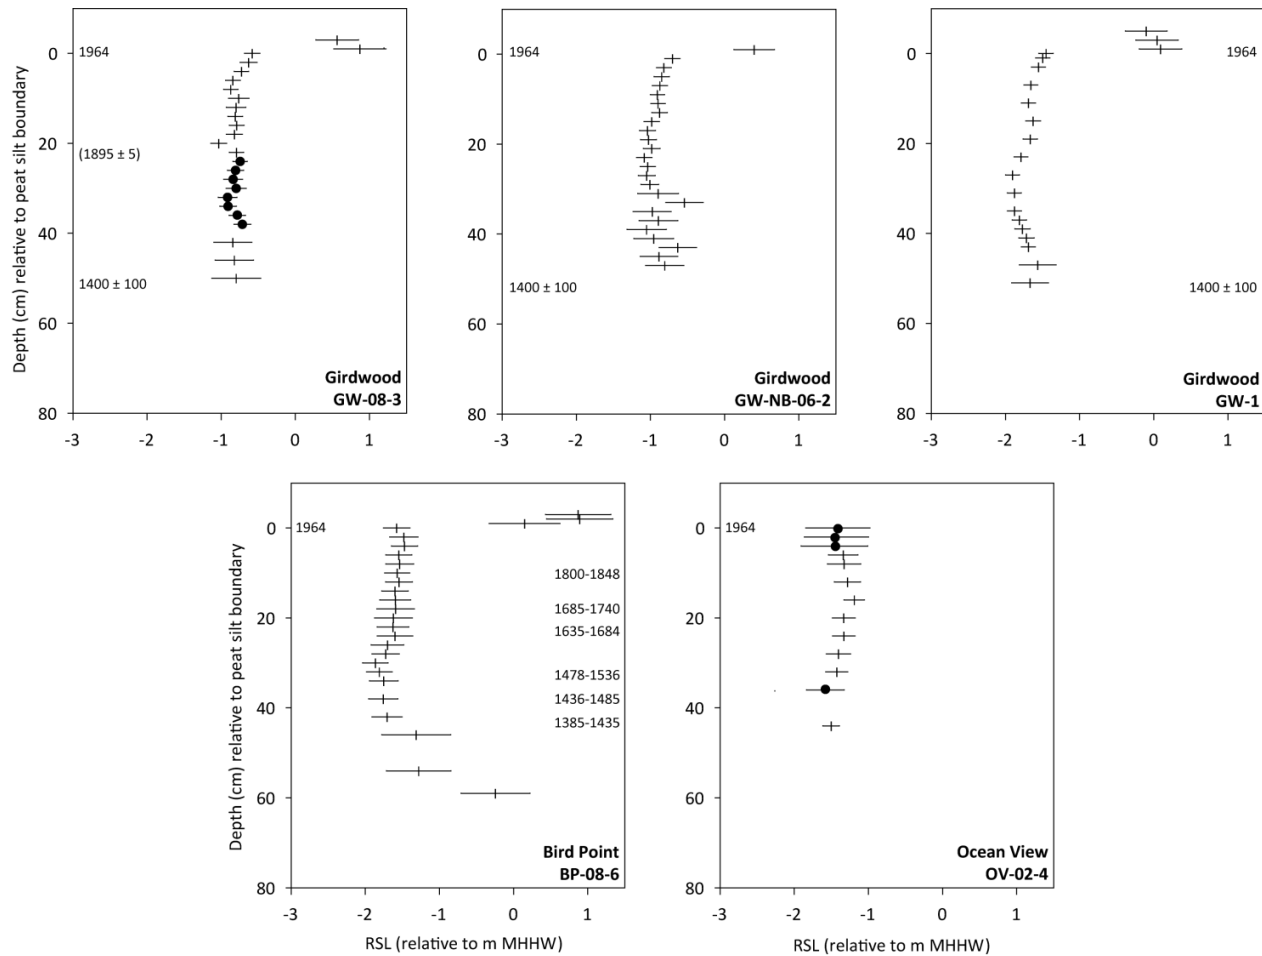 Depth (cm) relative to peat silt boundary
0
20
40
60
80
1964
(1895 ± 5)
1400 ± 100
Girdwood
GW-08-3
-3 -2 -1 0 1
0
20
40
60
80
1964
1400 ± 100
Girdwood
GW-NB-06-2
-3 -2 -1 0 1
0
20
40
60
80
1964
1400 ± 100
Girdwood
GW-1
-3 -2 -1 0 1
Depth (cm) relative to peat silt boundary
0
20
40
60
80
1964
1800-1848
1685-1740
1635-1684
1478-1536
1436-1485
1385-1435
Bird Point
BP-08-6
-3 -2 -1 0 1
RSL (relative to m MHHW)
0
20
40
60
80
1964
Ocean View
OV-02-4
-3 -2 -1 0 1
RSL (relative to m MHHW)